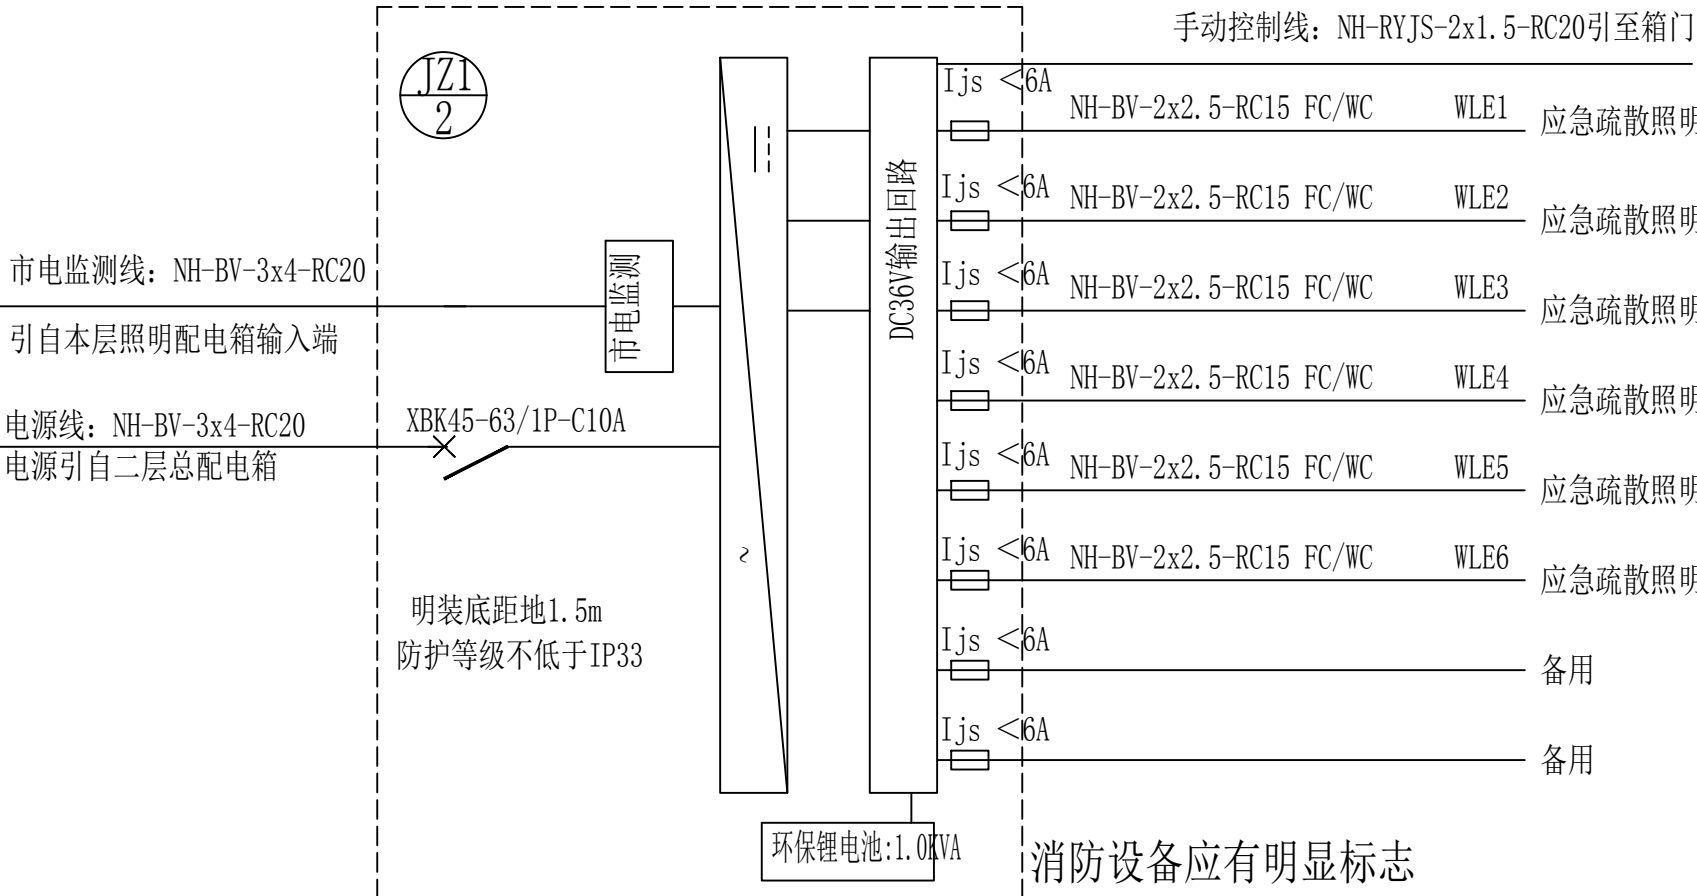 手动控制线：NH-RYJS-2x1.5-RC20引至箱门
JZ1
2
Ijs <6A
NH-BV-2x2.5-RC15 FC/WC WLE1 应急疏散照明
Ijs <6A
NH-BV-2x2.5-RC15 FC/WC WLE2 应急疏散照明
市电监测线：NH-BV-3x4-RC20
引自本层照明配电箱输入端
市电监测
DC36V输出回路
Ijs <6A
NH-BV-2x2.5-RC15 FC/WC WLE3 应急疏散照明
Ijs <6A
NH-BV-2x2.5-RC15 FC/WC WLE4 应急疏散照明
电源线：NH-BV-3x4-RC20
电源引自二层总配电箱
XBK45-63/1P-C10A
Ijs <6A
NH-BV-2x2.5-RC15 FC/WC WLE5 应急疏散照明
~
Ijs <6A
NH-BV-2x2.5-RC15 FC/WC WLE6 应急疏散照明
明装底距地1.5m
防护等级不低于IP33
Ijs <6A
备用
Ijs <6A
备用
环保锂电池:1.0KVA
消防设备应有明显标志